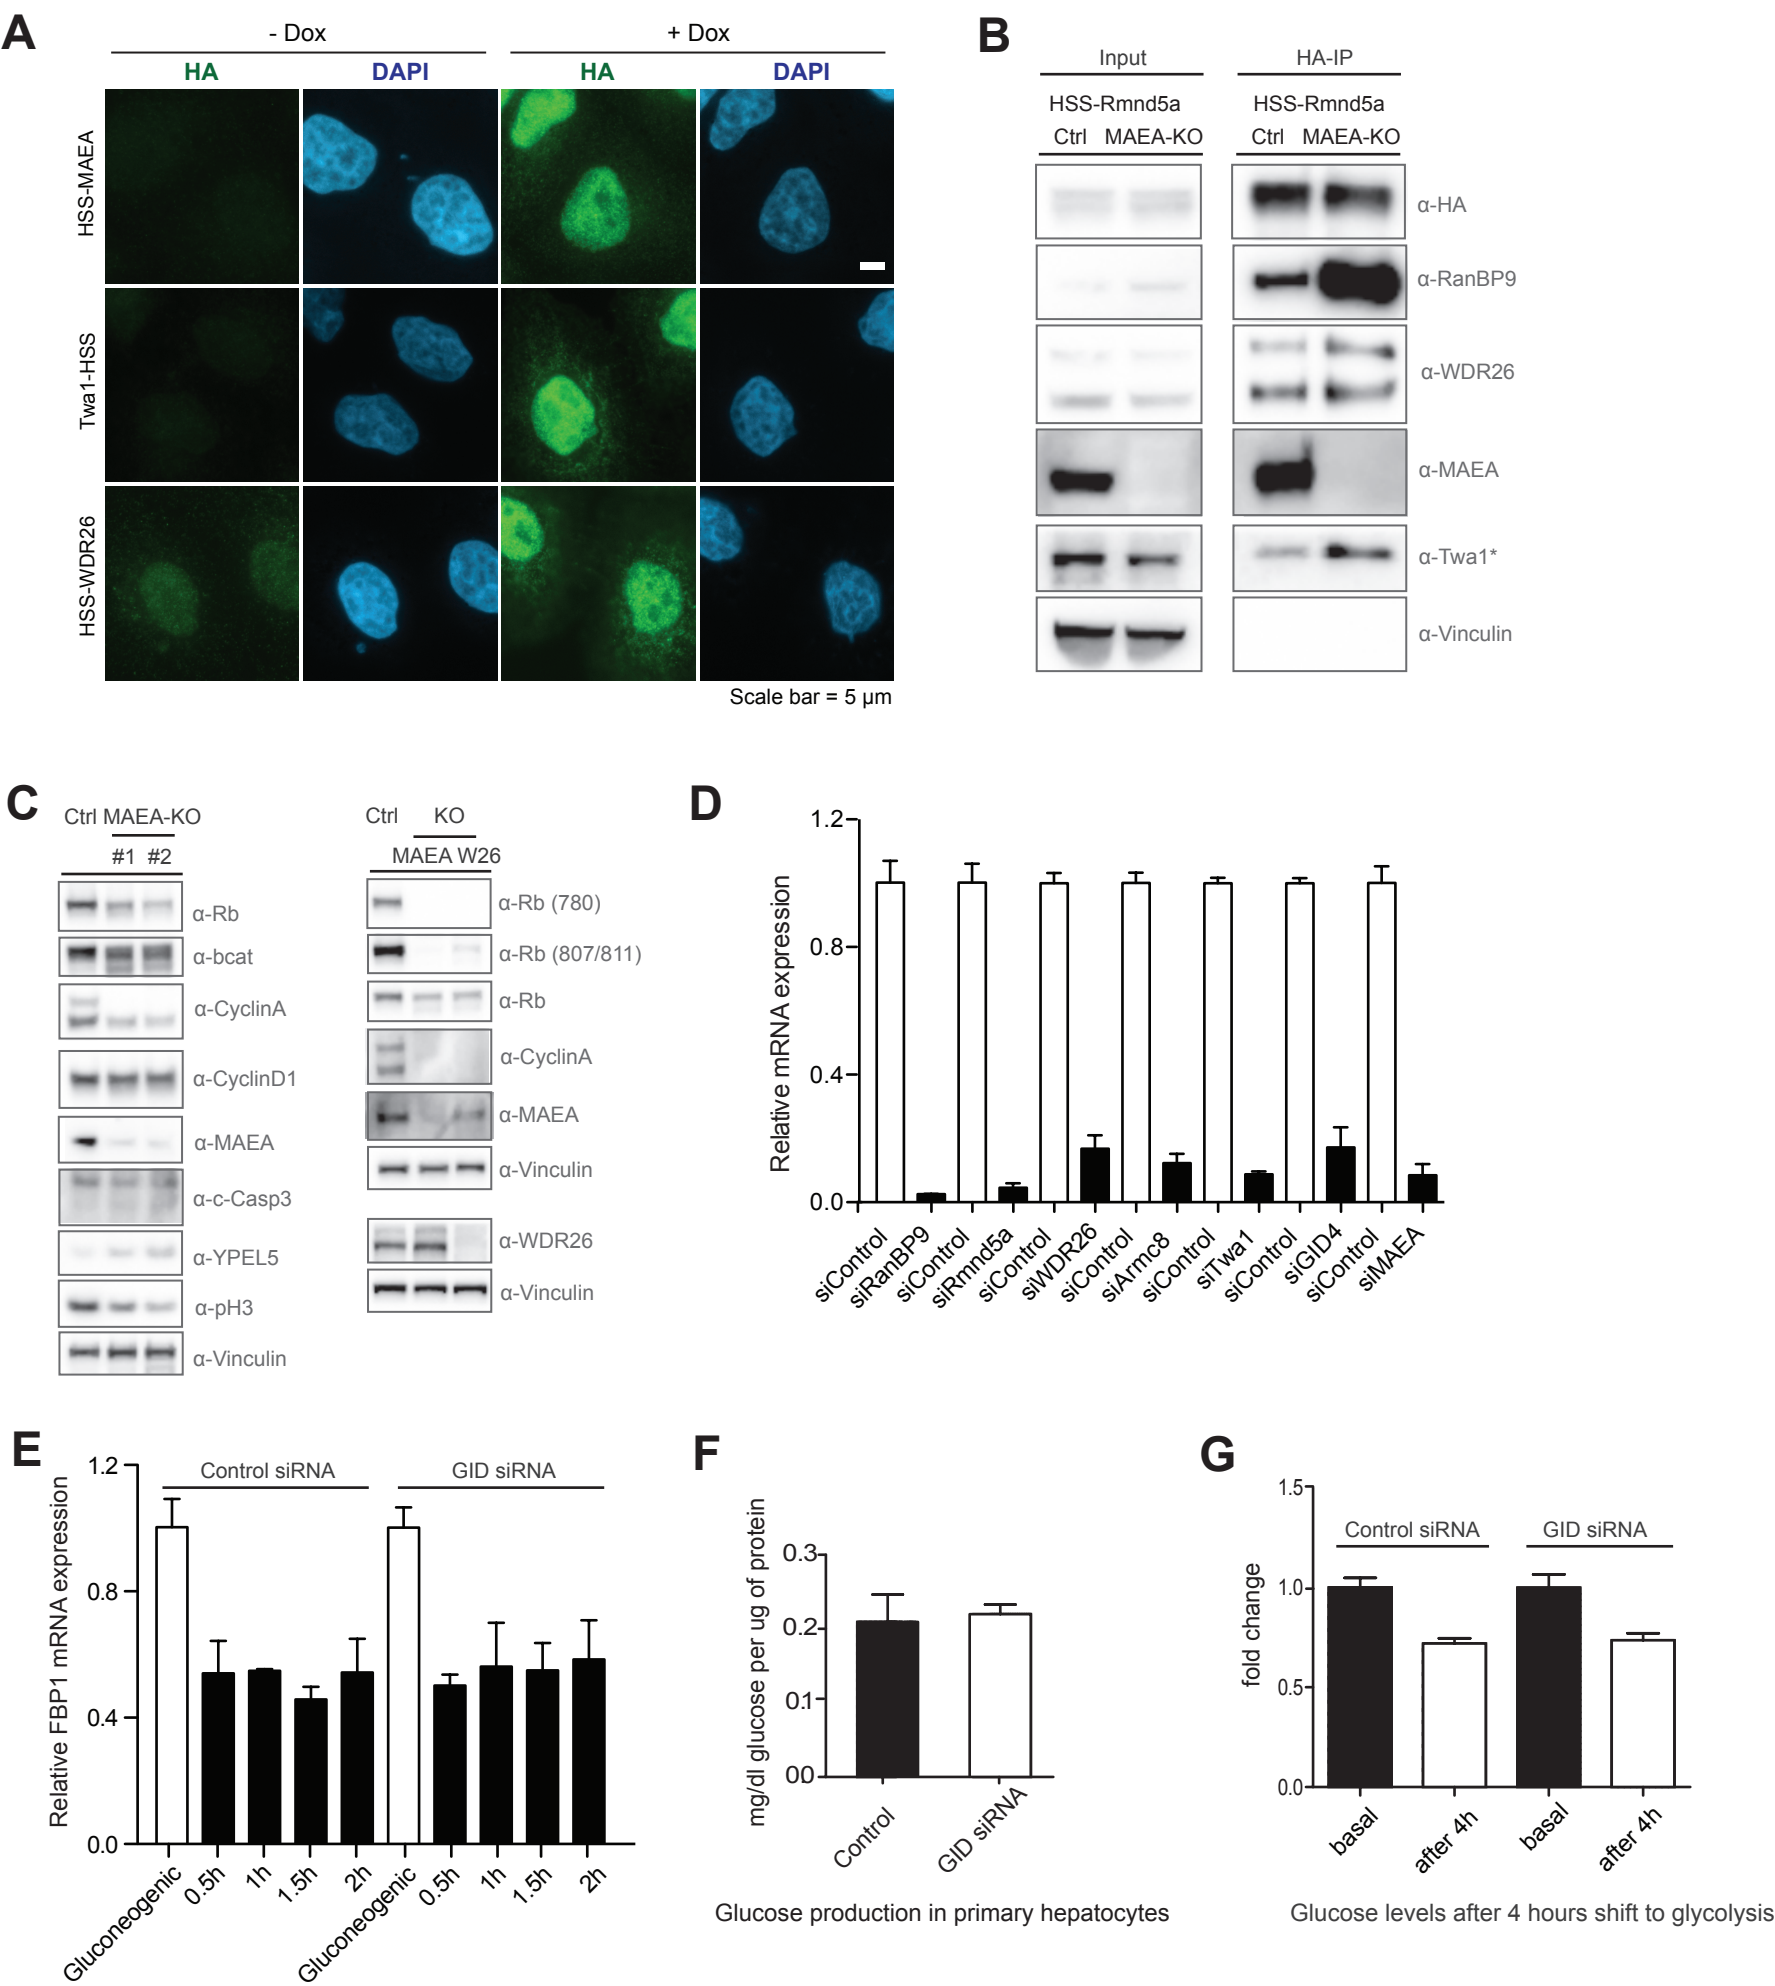 A
- Dox
+ Dox
HA
DAPI
HA
DAPI
HSS-MAEA
Twa1-HSS
HSS-WDR26
Scale bar = 5 µm
B
Input
HA-IP
HSS-Rmnd5a
HSS-Rmnd5a
Ctrl MAEA-KO
Ctrl MAEA-KO
α-HA
α-RanBP9
α-WDR26
α-MAEA
α-Twa1*
α-Vinculin
C
Ctrl MAEA-KO
#1 #2
α-Rb
α-bcat
α-CyclinA
α-CyclinD1
α-MAEA
α-c-Casp3
α-YPEL5
α-pH3
α-Vinculin
Ctrl KO
MAEA W26
α-Rb (780)
α-Rb (807/811)
α-Rb
α-CyclinA
α-MAEA
α-Vinculin
α-WDR26
α-Vinculin
D
Relative mRNA expression
1.2
0.8
0.4
0.0
siControl
siRanBP9
siControl
siRmnd5a
siControl
siWDR26
siControl
siArmc8
siControl
siTwa1
siControl
siGID4
siControl
siMAEA
E
Relative FBP1 mRNA expression
1.2
0.8
0.4
0.0
Control siRNA
GID siRNA
Gluconeogenic
0.5h
1h
1.5h
2h
Gluconeogenic
0.5h
1h
1.5h
2h
F
mg/dl glucose per ug of protein
0.3
0.2
01
00
Control
GID siRNA
Glucose production in primary hepatocytes
G
fold change
1.5
1.0
0.5
0.0
Control siRNA
GID siRNA
basal
after 4h
basal
after 4h
Glucose levels after 4 hours shift to glycolysis